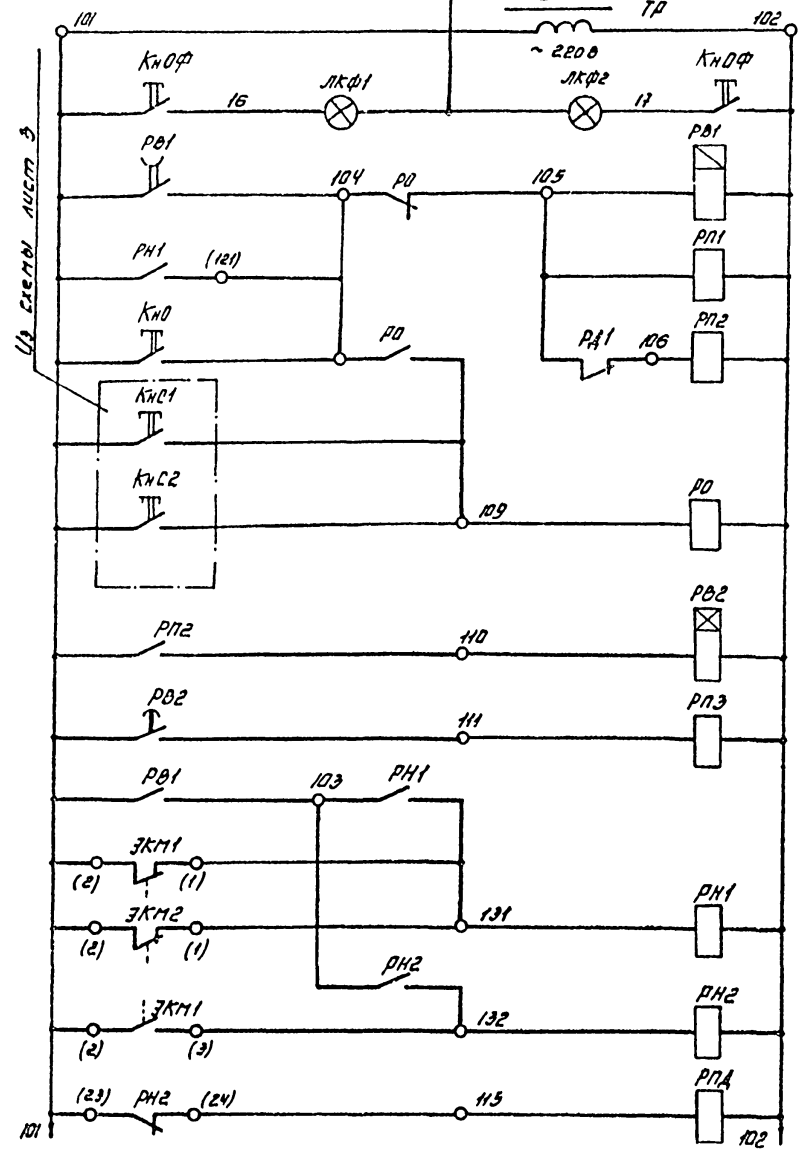 ТР
101
102
~ 220в
КнОФ
ЛКФ1
ЛКФ2
КнОФ
16
17
Из схемы лист 3
РВ1
104
РО
105
РВ1
РН1
(121)
РП1
КнО
РО
РД1
106
РП2
КнС1
КнС2
109
РО
РП2
110
РВ2
РВ2
111
РП3
РВ1
103
РН1
ЭКМ1
(2)
(1)
ЭКМ2
(2)
(1)
131
РН1
РН2
ЭКМ1
(2)
(3)
132
РН2
(23)
РН2
(24)
115
РПД
101
102